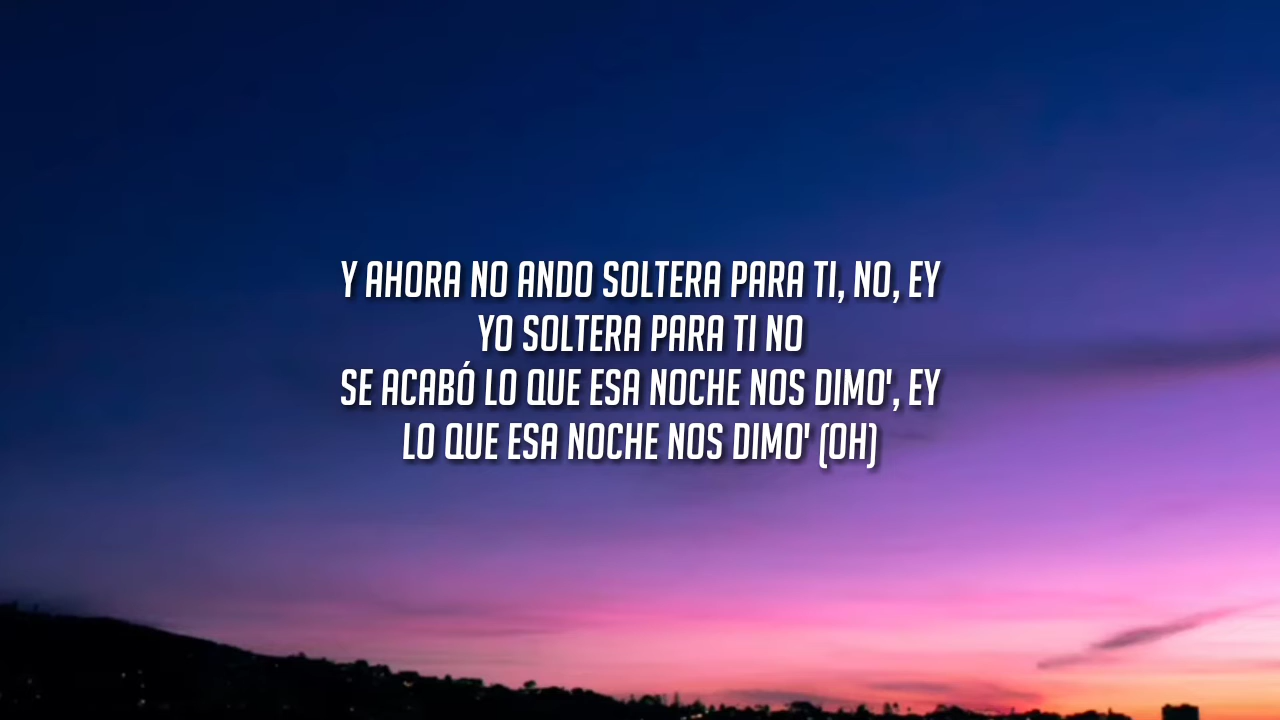 Y AHORA NO ANDO SOLTERA PARA TI, NO, EY
YO SOLTERA PARA TI NO
SE ACABÓ LO QUE ESA NOCHE NOS DIMO', EY
LO QUE ESA NOCHE NOS DIMO' (OH)